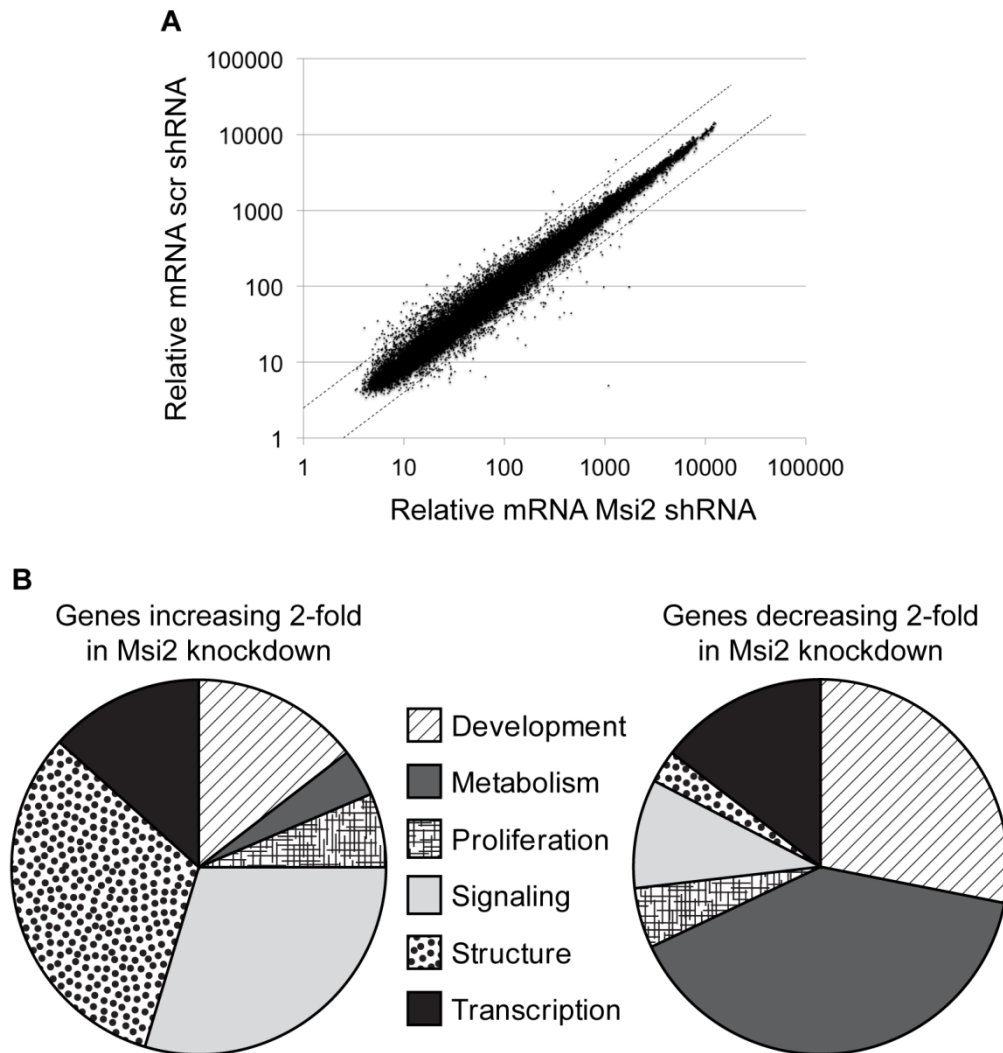 A
Relative mRNA scr shRNA
100000
10000
1000
100
10
1
1 10 100 1000 10000 100000
Relative mRNA Msi2 shRNA
B
Genes increasing 2-fold
in Msi2 knockdown
Development
Metabolism
Proliferation
Signaling
Structure
Transcription
Genes decreasing 2-fold
in Msi2 knockdown